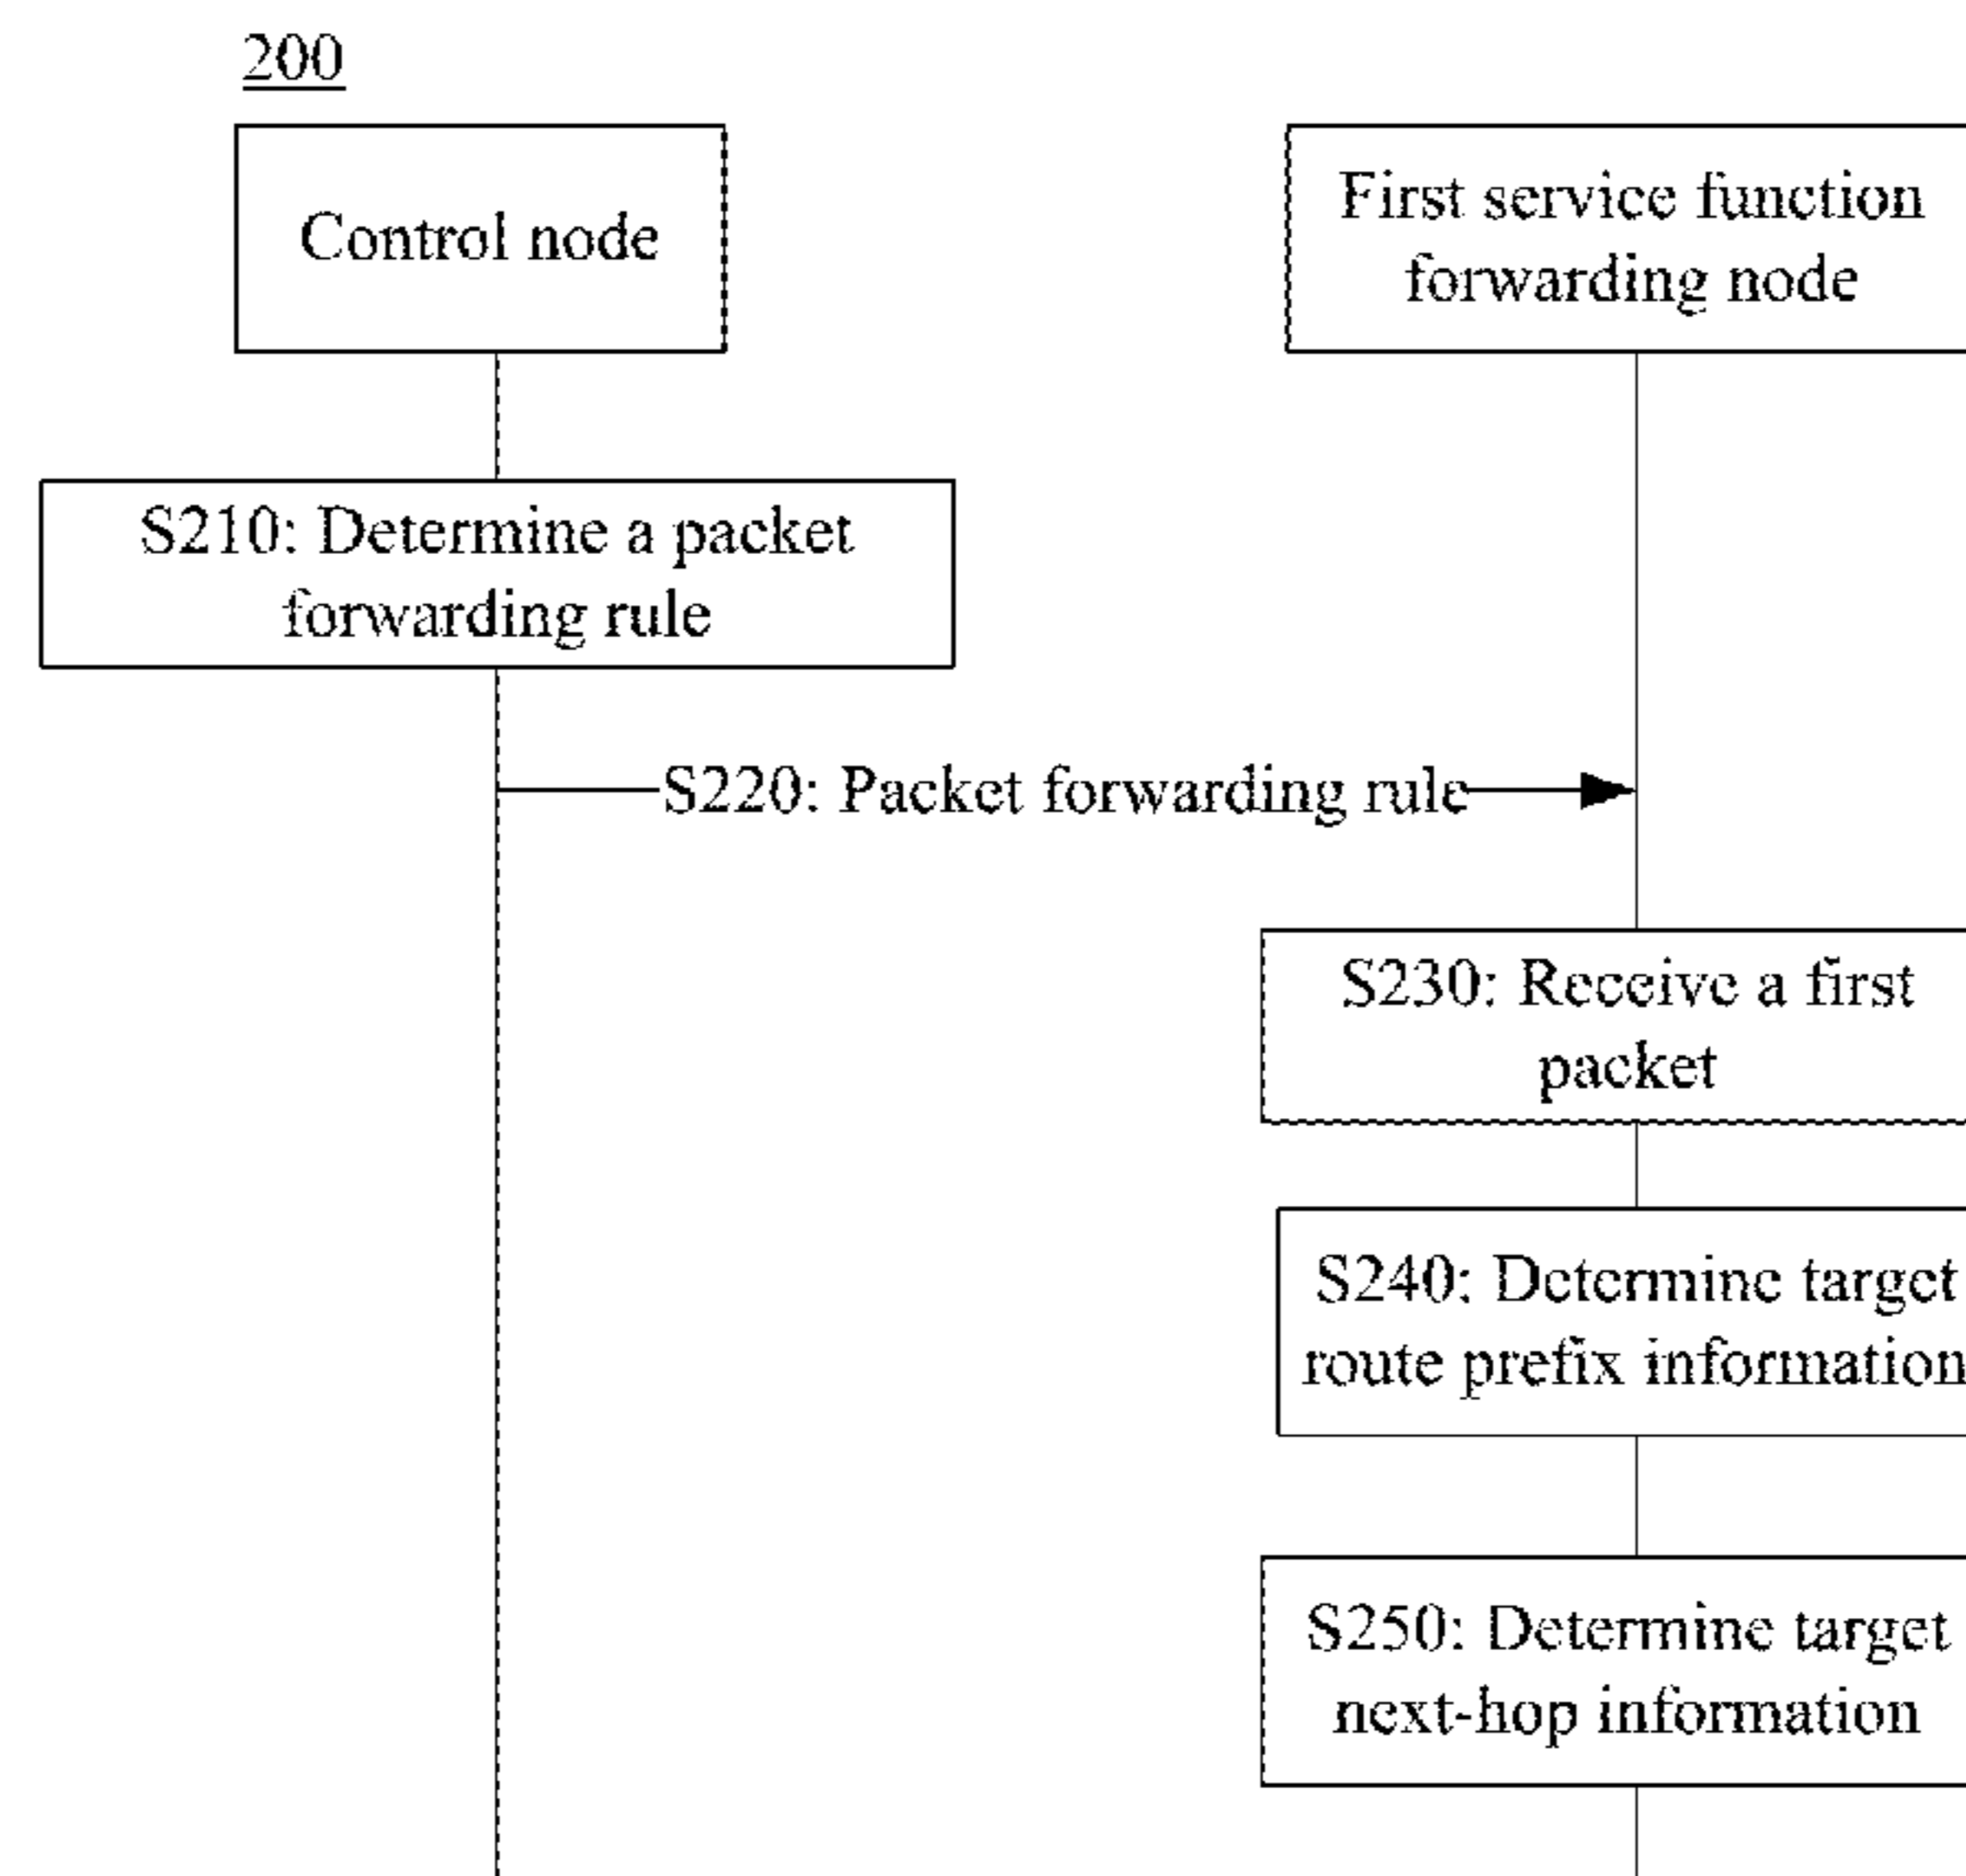 200
Control node
First service function
forwarding node
S210: Determine a packet
forwarding rule
S220: Packet forwarding rule
S230: Receive a first
packet
S240: Determine target
route prefix information
S250: Determine target
next-hop information